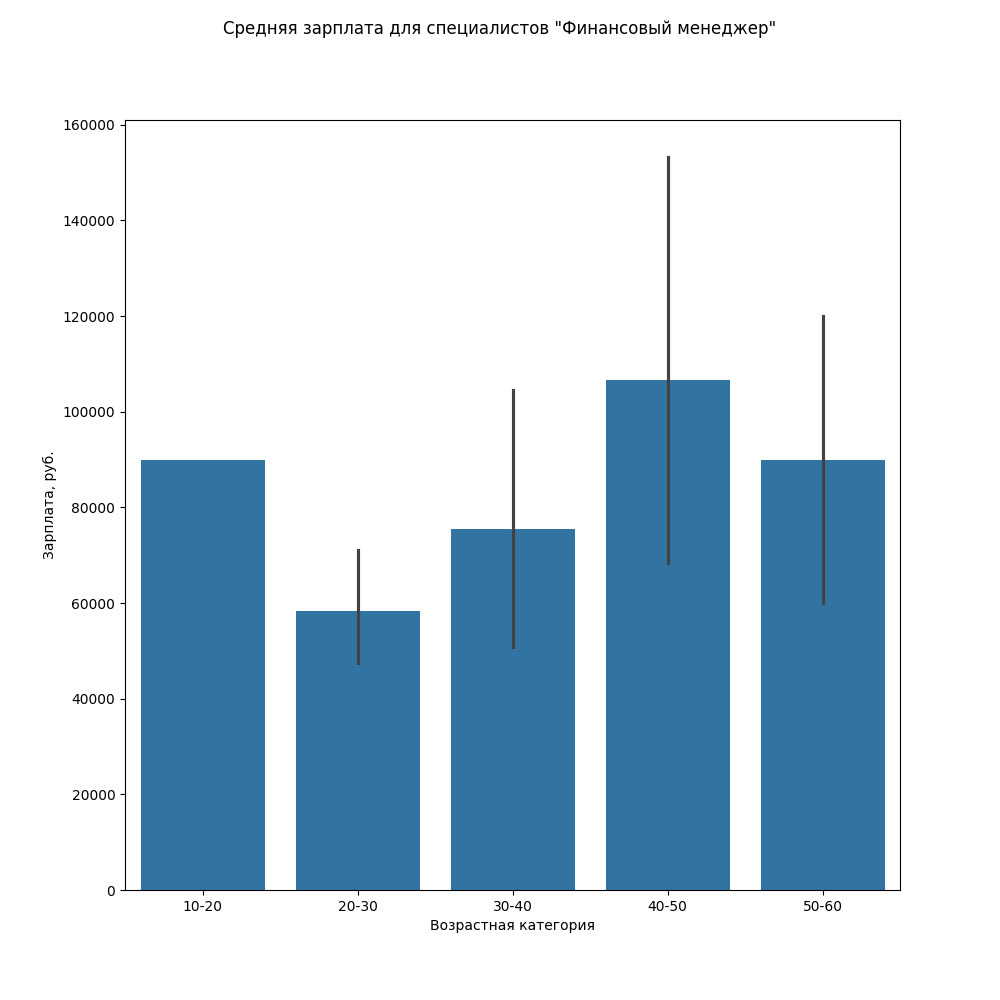 Средняя зарплата для специалистов "Финансовый менеджер"
160000
140000
120000
100000
80000
60000
40000
20000
0
Зарплата, руб.
10-20 20-30 30-40 40-50 50-60
Возрастная категория